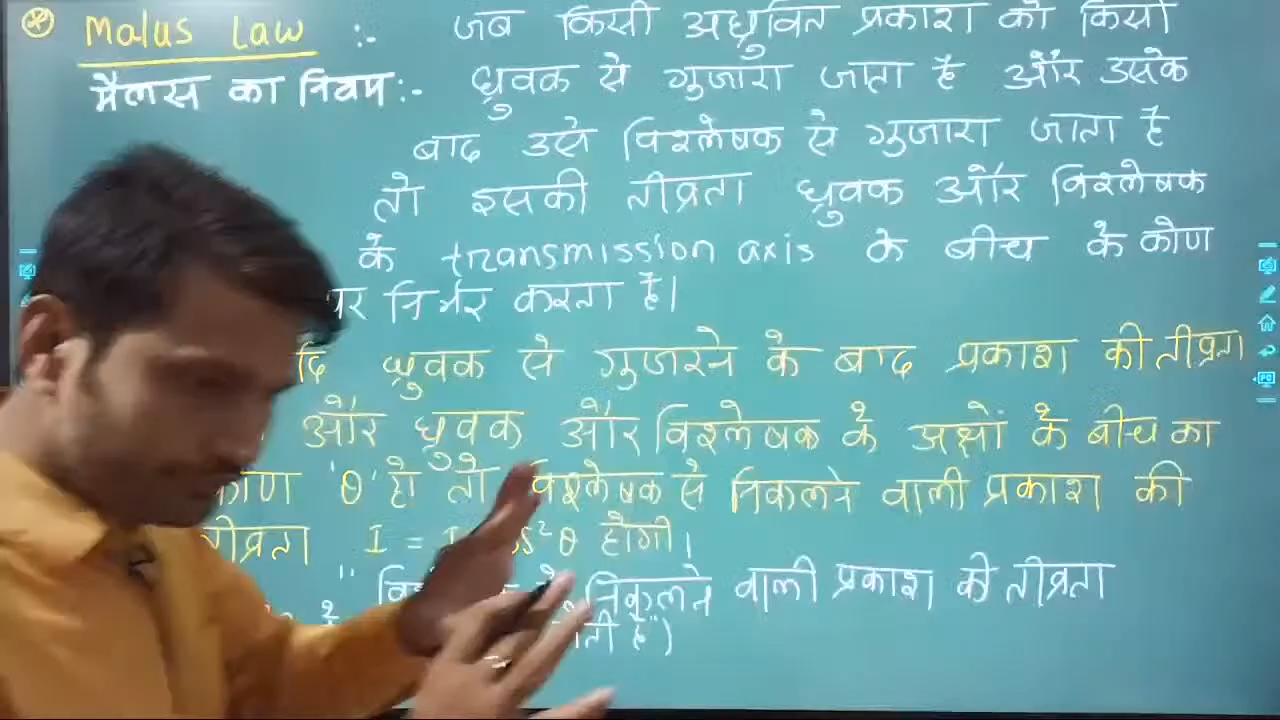 Malus Law :- जब किसी अध्रुवित प्रकाश को किसी
मैलस का नियम:- ध्रुवक से गुजारा जाता है और उसके
बाद उसे विश्लेषक से गुजारा जाता है
तो इसकी तीव्रता ध्रुवक और विश्लेषक
के transmission axis के बीच के कोण
पर निर्भर करता है।
ध्रुवक से गुजरने के बाद प्रकाश की तीव्रता
और ध्रुवक और विश्लेषक के अक्षों के बीच का
कोण 'θ' हो तो विश्लेषक से निकलने वाली प्रकाश की
तीव्रता I = होगी।
निकलने वाली प्रकाश की तीव्रता
है")